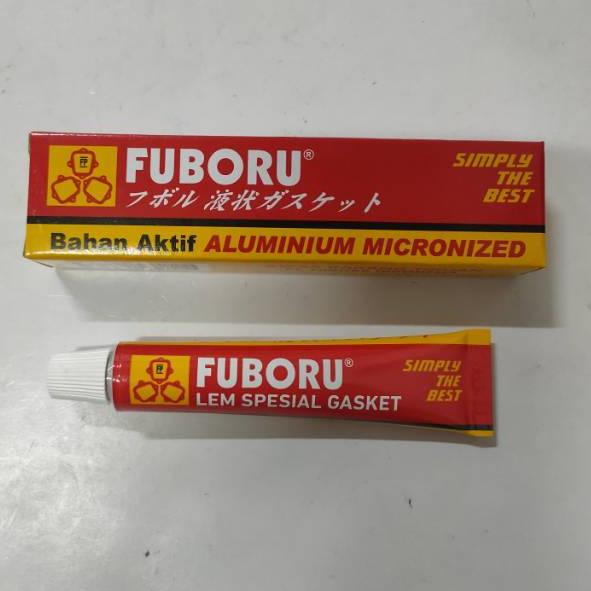 FUBORU®
フボル 液状ガスケット
SIMPLY
THE
BEST
Bahan Aktif ALUMINIUM MICRONIZED
FUBORU®
LEM SPESIAL GASKET
SIMPLY
THE
BEST